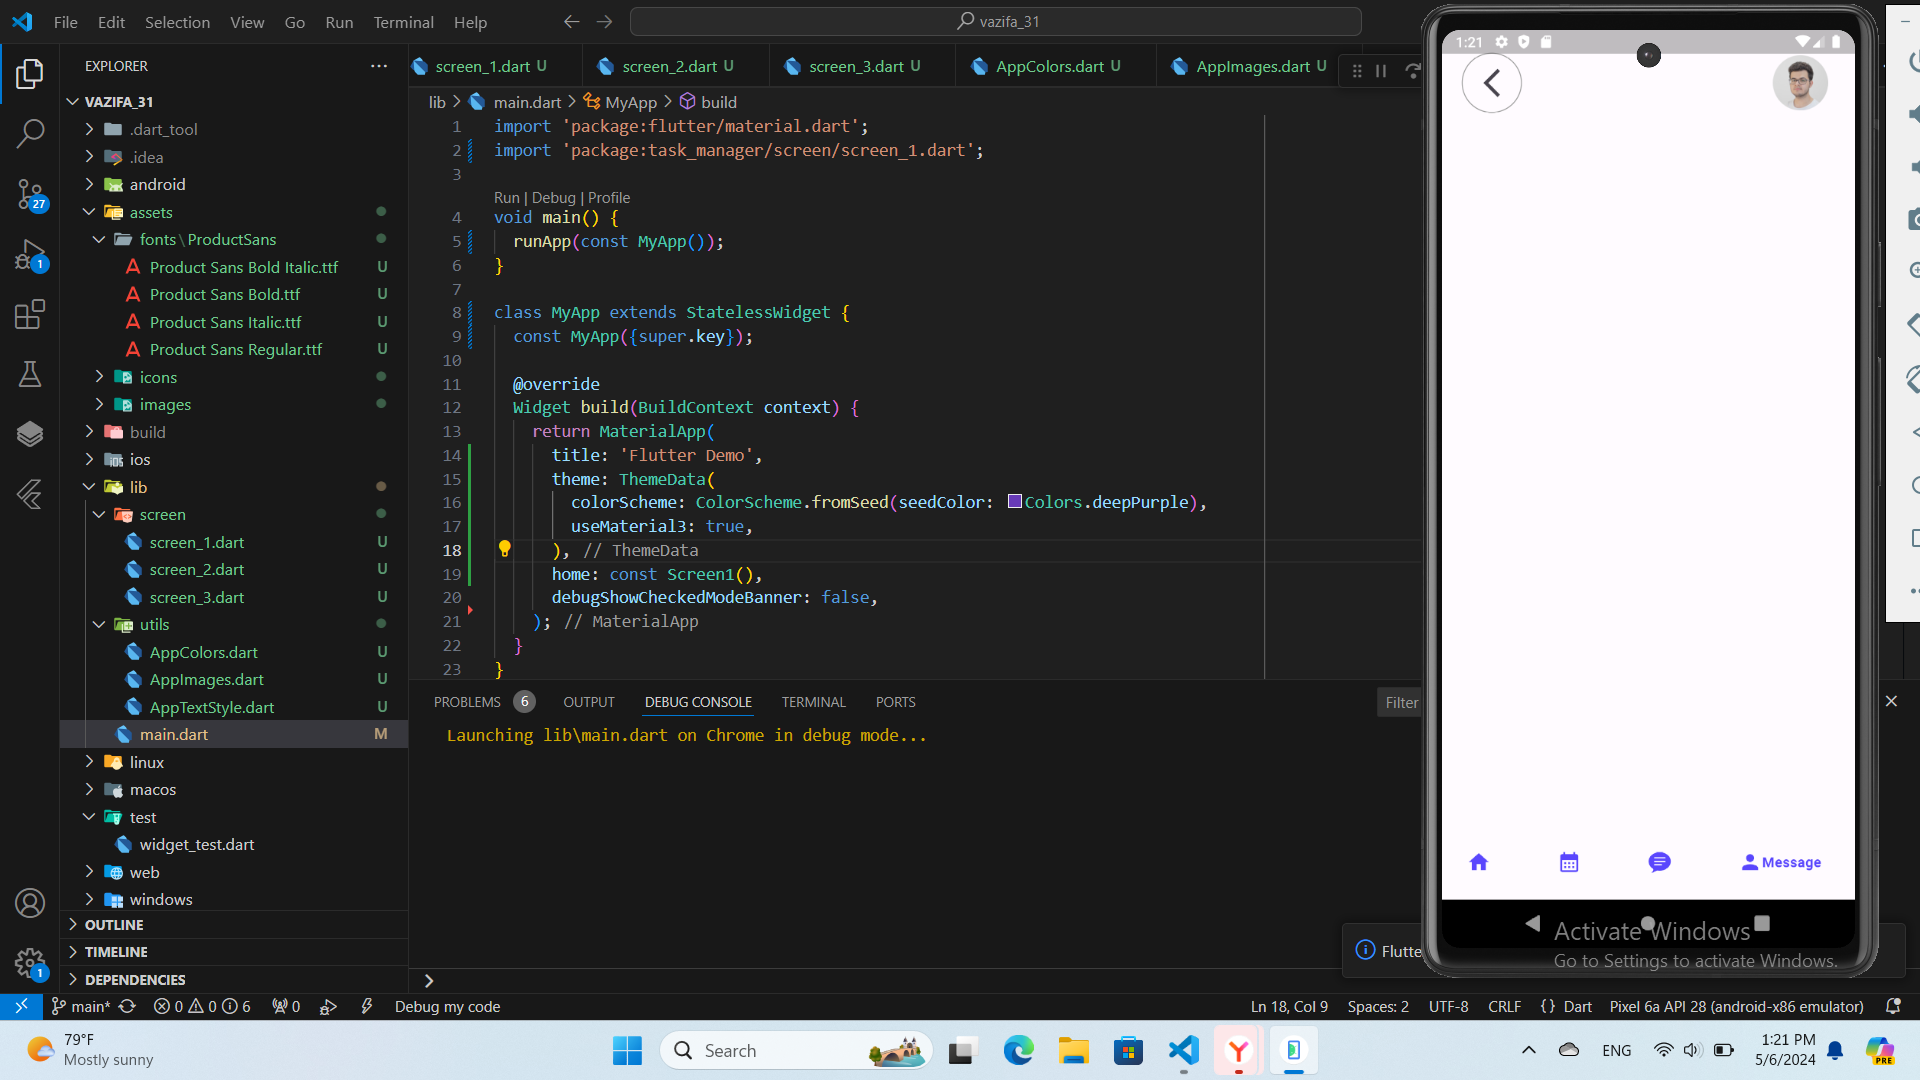 File Edit Selection View Go Run Terminal Help
vazifa_31
EXPLORER
VAZIFA_31
.dart_tool
.idea
android
assets
fonts\ProductSans
Product Sans Bold Italic.ttf U
Product Sans Bold.ttf U
Product Sans Italic.ttf U
Product Sans Regular.ttf U
icons
images
build
ios
lib
screen
screen_1.dart U
screen_2.dart U
screen_3.dart U
utils
AppColors.dart U
AppImages.dart U
AppTextStyle.dart U
main.dart M
linux
macos
test
widget_test.dart
web
windows
OUTLINE
TIMELINE
DEPENDENCIES
27
1
1
screen_1.dart U screen_2.dart U screen_3.dart U AppColors.dart U AppImages.dart U
lib > main.dart > MyApp > build
1 import 'package:flutter/material.dart';
2 import 'package:task_manager/screen/screen_1.dart';
3
Run | Debug | Profile
4 void main() {
5 runApp(const MyApp());
6 }
7
8 class MyApp extends StatelessWidget {
9 const MyApp({super.key});
10
11 @override
12 Widget build(BuildContext context) {
13 return MaterialApp(
14 title: 'Flutter Demo',
15 theme: ThemeData(
16 colorScheme: ColorScheme.fromSeed(seedColor: Colors.deepPurple),
17 useMaterial3: true,
18 ), // ThemeData
19 home: const Screen1(),
20 debugShowCheckedModeBanner: false,
21 ); // MaterialApp
22 }
23 }
PROBLEMS 6 OUTPUT DEBUG CONSOLE TERMINAL PORTS Filter
Launching lib\main.dart on Chrome in debug mode...
1:21
Message
Activate Windows
Go to Settings to activate Windows.
Flutte
main* 0 0 6 0 Debug my code Ln 18, Col 9 Spaces: 2 UTF-8 CRLF {} Dart Pixel 6a API 28 (android-x86 emulator)
79°F
Mostly sunny
Search
ENG
1:21 PM
5/6/2024
PRE